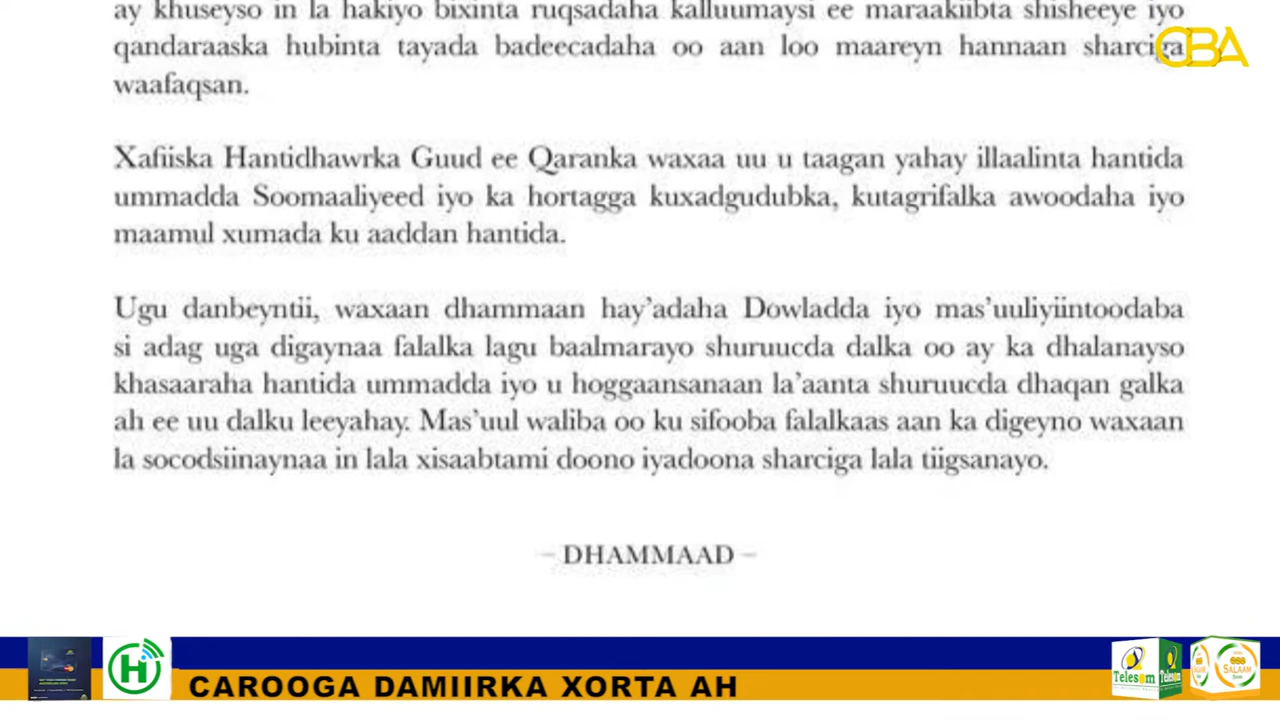 ay khuseyso in la hakiyo bixinta ruqsadaha kalluumaysi ee maraakiibta shisheeye iyo
qandaraaska hubinta tayada badeecadaha oo aan loo maareyn hannaan sharciga
waafaqsan.
CBA
Xafiiska Hantidhawrka Guud ee Qaranka waxaa uu u taagan yahay illaalinta hantida
ummadda Soomaaliyeed iyo ka hortagga kuxadgudubka, kutagrifalka awoodaha iyo
maamul xumada ku aaddan hantida.
Ugu danbeyntii, waxaan dhammaan hay'adaha Dowladda iyo mas'uuliyiintoodaba
si adag uga digaynaa falalka lagu baalmarayo shuruucda dalka oo ay ka dhalanayso
khasaaraha hantida ummadda iyo u hoggaansanaan la'aanta shuruucda dhaqan galka
ah ee uu dalku leeyahay. Mas'uul waliba oo ku sifooba falalkaas aan ka digeyno waxaan
la socodsiinaynaa in lala xisaabtami doono iyadoona sharciga lala tiigsanayo.
– DHAMMAAD –
H
CAROOGA DAMIIRKA XORTA AH
Telesom
Telesom
SALAAM